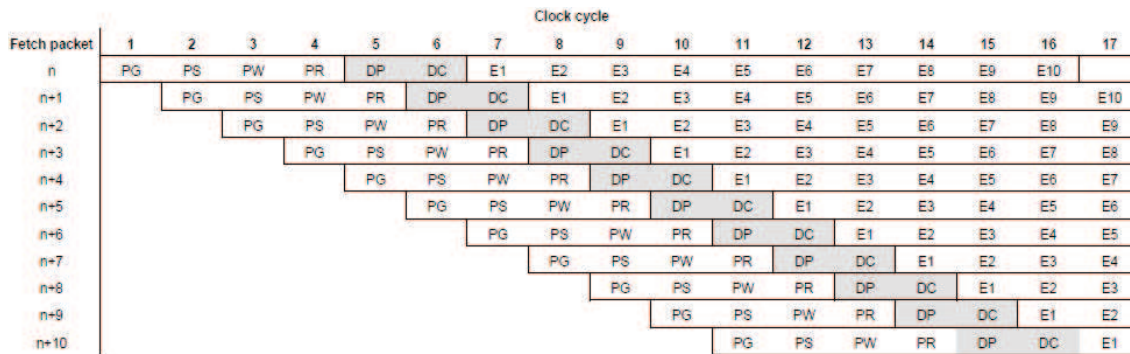 Clock cycle
Fetch packet 1 2 3 4 5 6 7 8 9 10 11 12 13 14 15 16 17
n PG PS PW PR DP DC E1 E2 E3 E4 E5 E6 E7 E8 E9 E10
n+1 PG PS PW PR DP DC E1 E2 E3 E4 E5 E6 E7 E8 E9 E10
n+2 PG PS PW PR DP DC E1 E2 E3 E4 E5 E6 E7 E8 E9
n+3 PG PS PW PR DP DC E1 E2 E3 E4 E5 E6 E7 E8
n+4 PG PS PW PR DP DC E1 E2 E3 E4 E5 E6 E7
n+5 PG PS PW PR DP DC E1 E2 E3 E4 E5 E6
n+6 PG PS PW PR DP DC E1 E2 E3 E4 E5
n+7 PG PS PW PR DP DC E1 E2 E3 E4
n+8 PG PS PW PR DP DC E1 E2 E3
n+9 PG PS PW PR DP DC E1 E2
n+10 PG PS PW PR DP DC E1